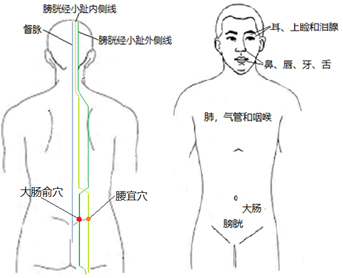 膀胱经小趾内侧线
督脉
膀胱经小趾外侧线
大肠俞穴
腰宜穴
耳、上睑和泪腺
鼻、唇、牙、舌
肺，气管和咽喉
大肠
膀胱